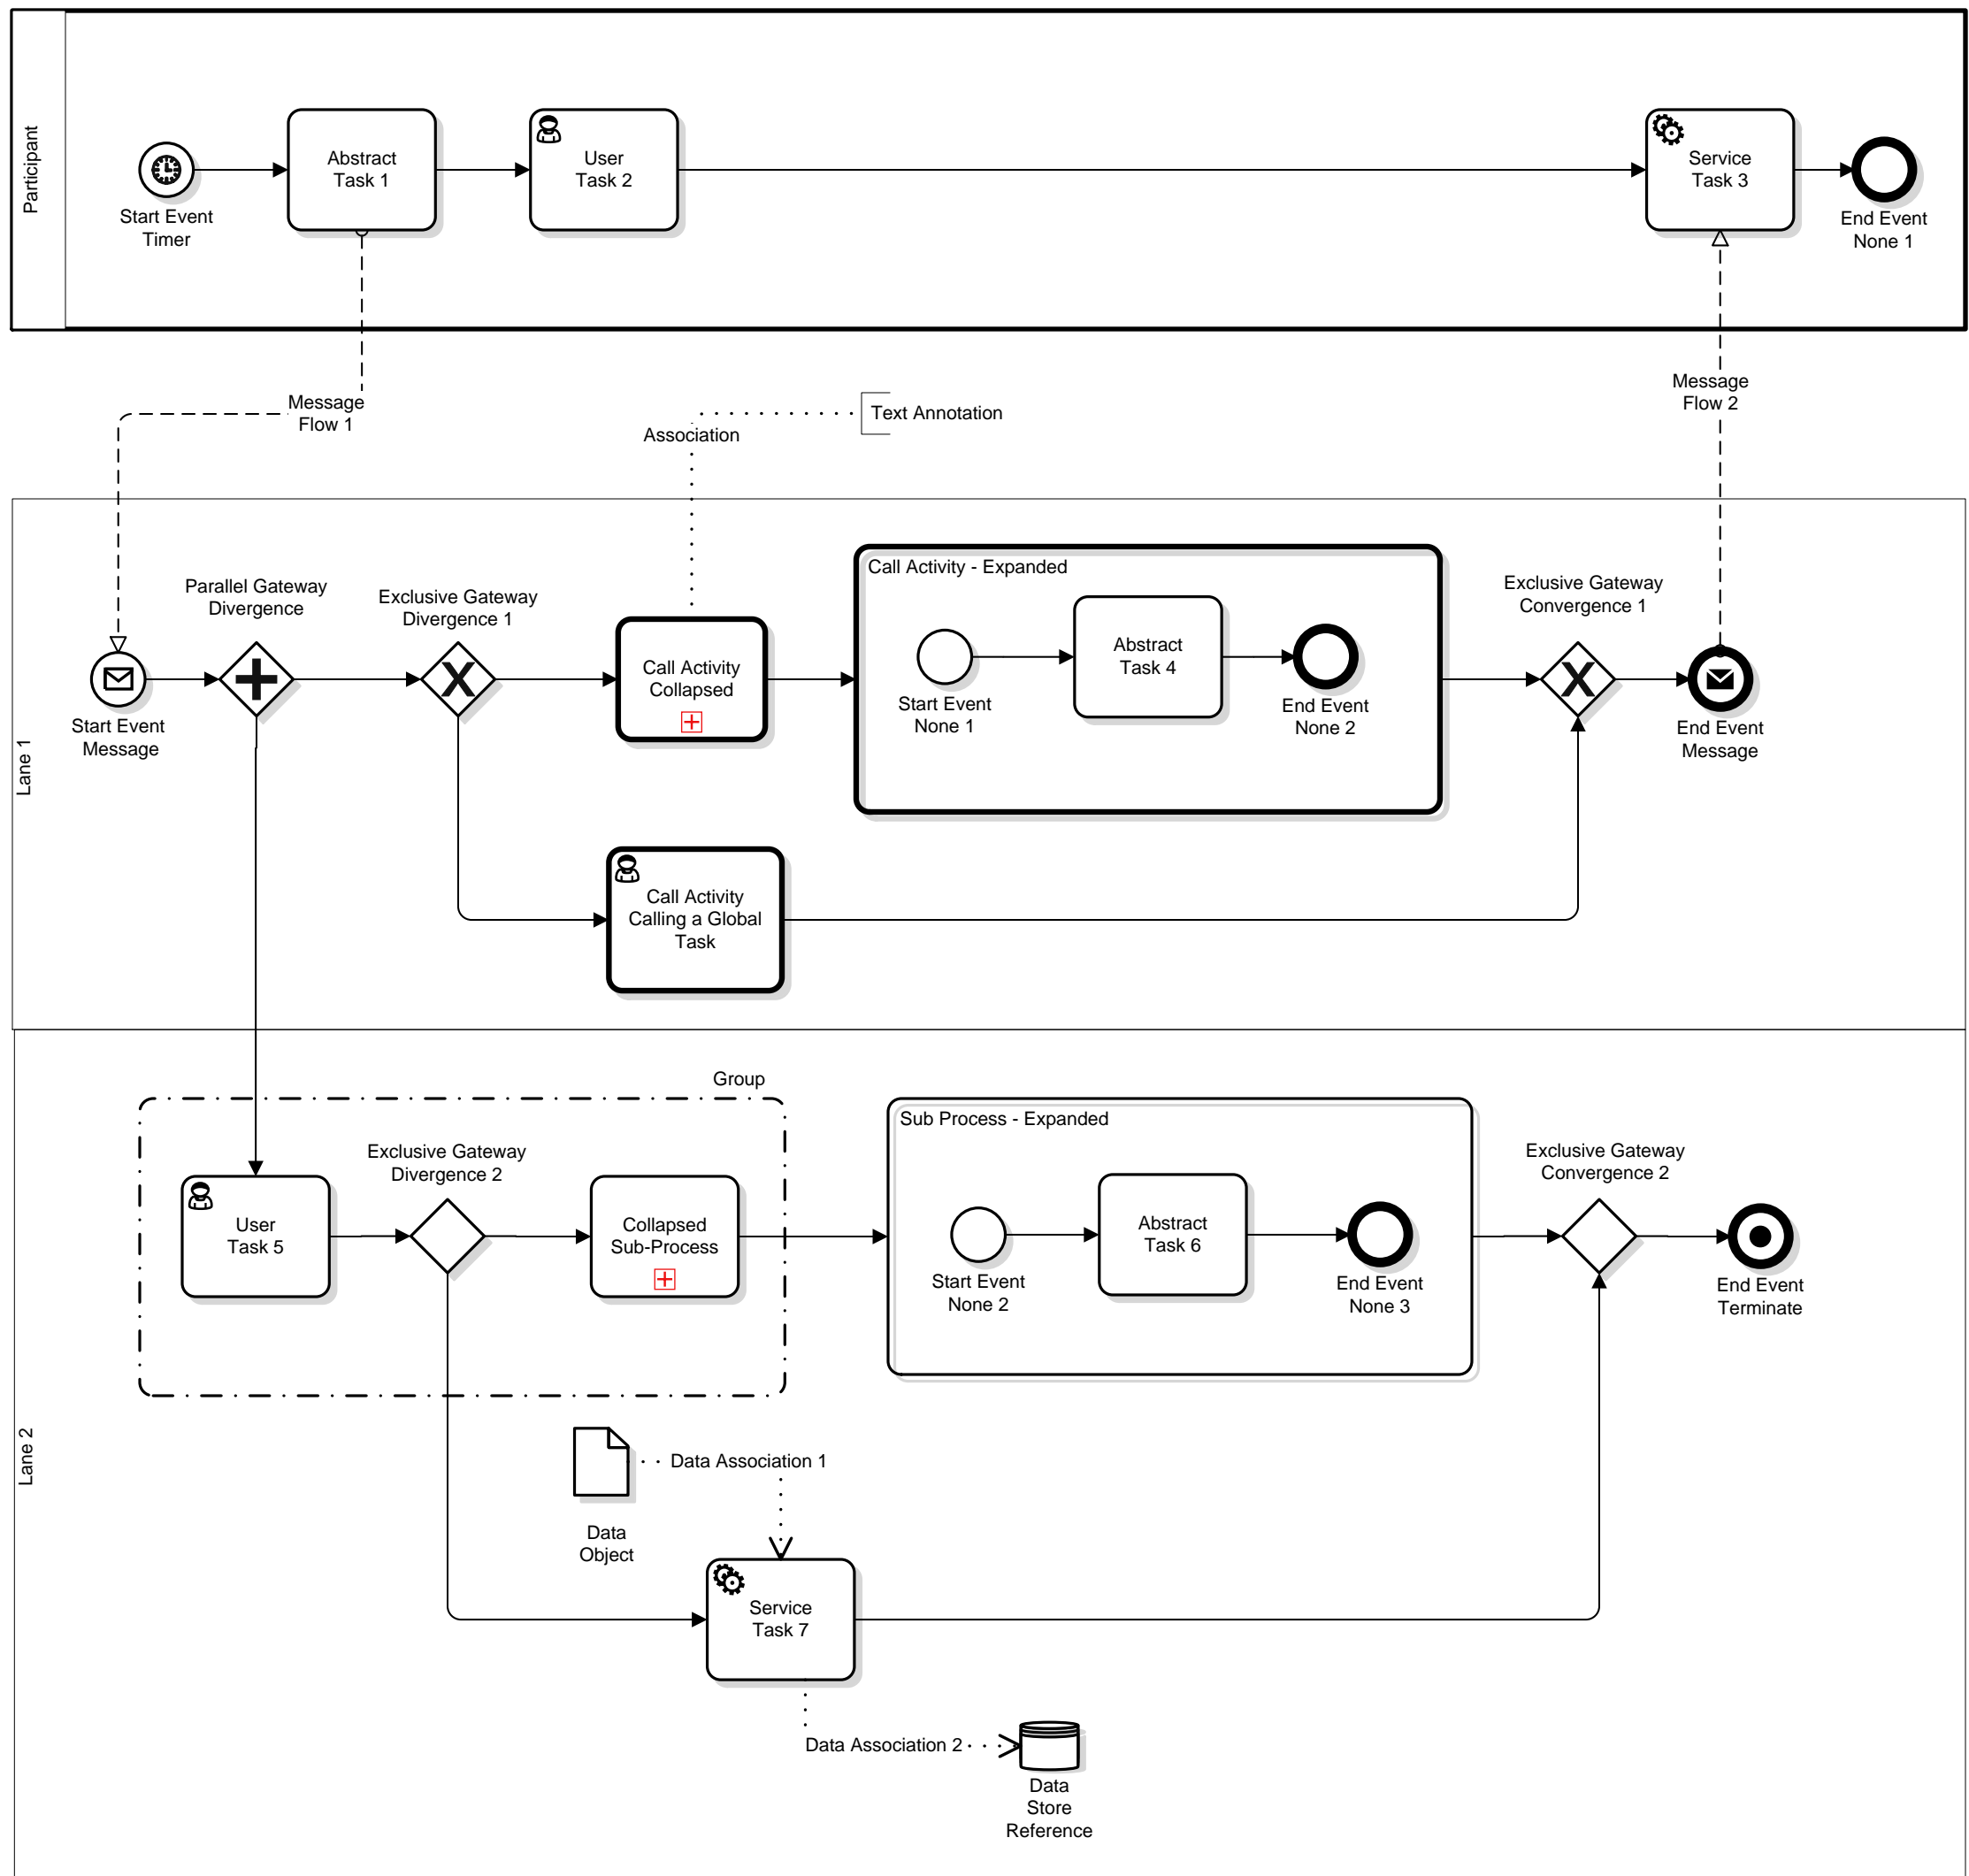 Participant
Start Event
Timer
Abstract
Task 1
User
Task 2
Service
Task 3
End Event
None 1
Message
Flow 1
Association
Text Annotation
Message
Flow 2
Lane 1
Start Event
Message
Parallel Gateway
Divergence
Exclusive Gateway
Divergence 1
Call Activity
Collapsed
Call Activity - Expanded
Start Event
None 1
Abstract
Task 4
End Event
None 2
Exclusive Gateway
Convergence 1
End Event
Message
Call Activity
Calling a Global
Task
Lane 2
Group
User
Task 5
Exclusive Gateway
Divergence 2
Collapsed
Sub-Process
Sub Process - Expanded
Start Event
None 2
Abstract
Task 6
End Event
None 3
Exclusive Gateway
Convergence 2
End Event
Terminate
Data
Object
Data Association 1
Service
Task 7
Data Association 2
Data
Store
Reference